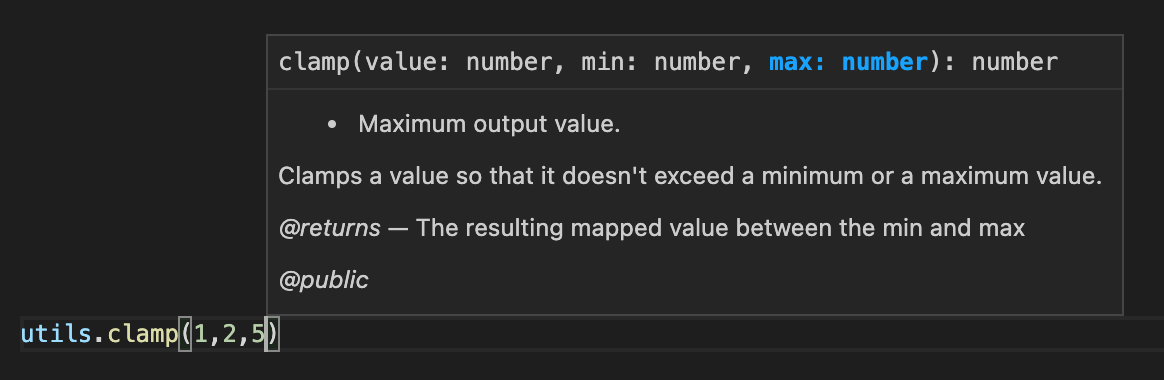 clamp(value: number, min: number, max: number): number
• Maximum output value.
Clamps a value so that it doesn't exceed a minimum or a maximum value.
@returns — The resulting mapped value between the min and max
@public
utils.clamp(1,2,5)